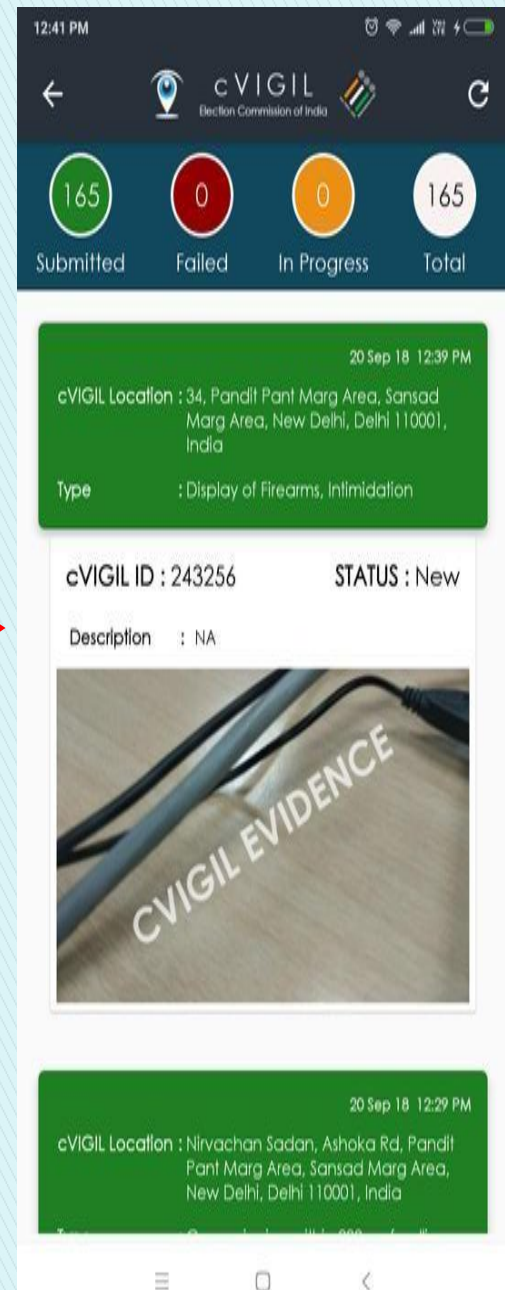 12:41 PM
cVIGIL
Election Commission of India
165
0
0
165
Submitted
Failed
In Progress
Total
20 Sep 18 12:39 PM
cVIGIL Location : 34, Pandit Pant Marg Area, Sansad
Marg Area, New Delhi, Delhi 110001,
India
Type : Display of Firearms, Intimidation
cVIGIL ID : 243256 STATUS : New
Description : NA
CVIGIL EVIDENCE
20 Sep 18 12:29 PM
cVIGIL Location : Nirvachan Sadan, Ashoka Rd, Pandit
Pant Marg Area, Sansad Marg Area,
New Delhi, Delhi 110001, India